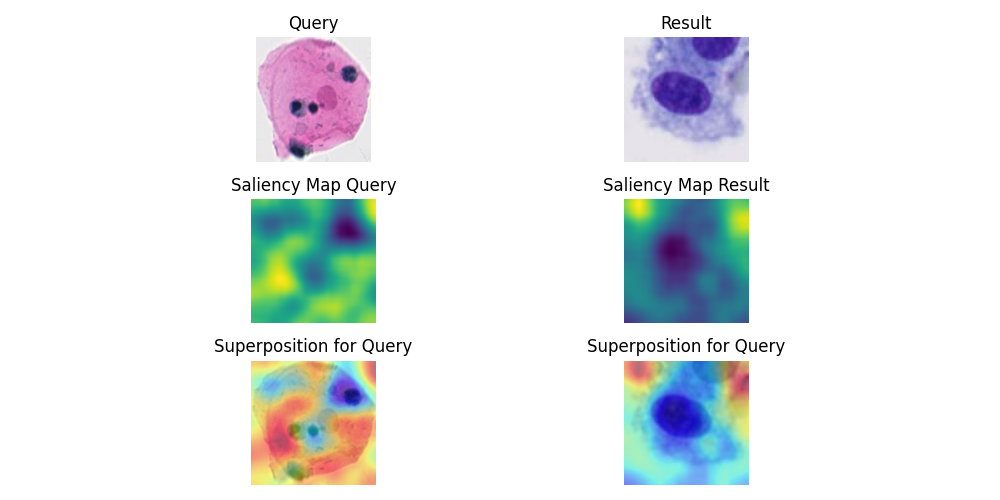 Query
Result
Saliency Map Query
Saliency Map Result
Superposition for Query
Superposition for Query